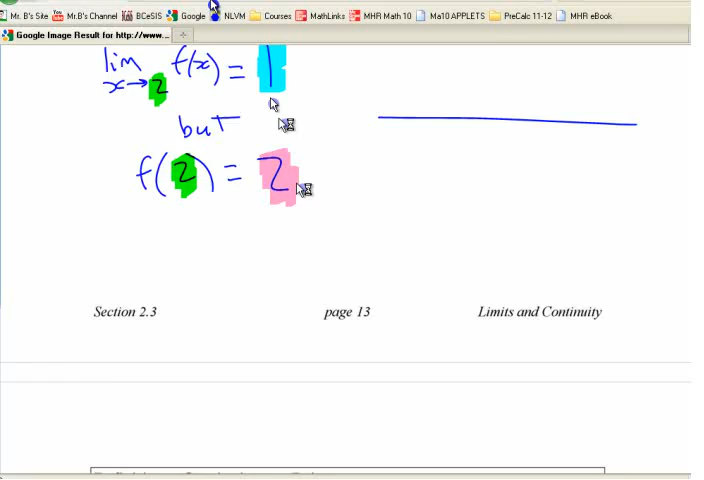 Mr. B's Site Mr.B's Channel BCeSIS Google NLVM Courses MathLinks MHR Math 10 Ma10 APPLETS PreCalc 11-12 MHR eBook
Google Image Result for http://www....
lim x→2 f(x) = 1
but
f(2) = 2
Section 2.3 page 13 Limits and Continuity